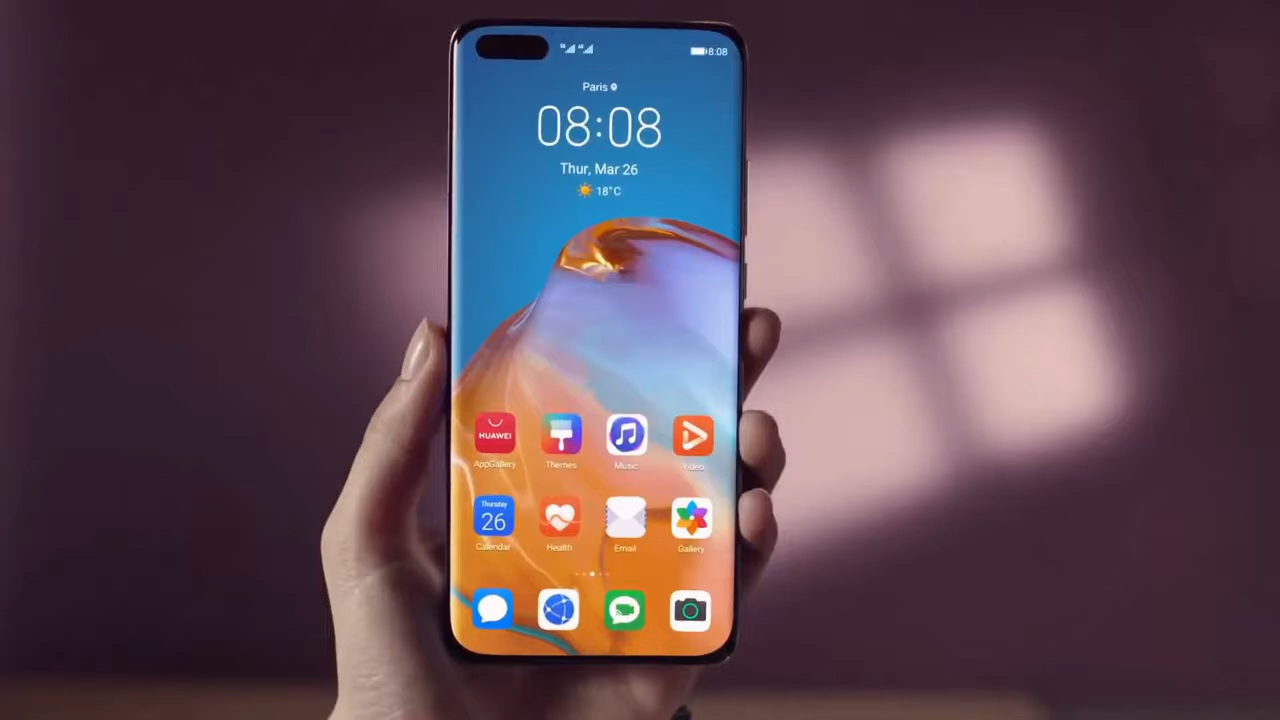 8:08
Paris
08:08
Thur, Mar 26
18°C
HUAWEI
AppGallery
Themes
Music
Video
Thursday
26
Calendar
Health
Email
Gallery